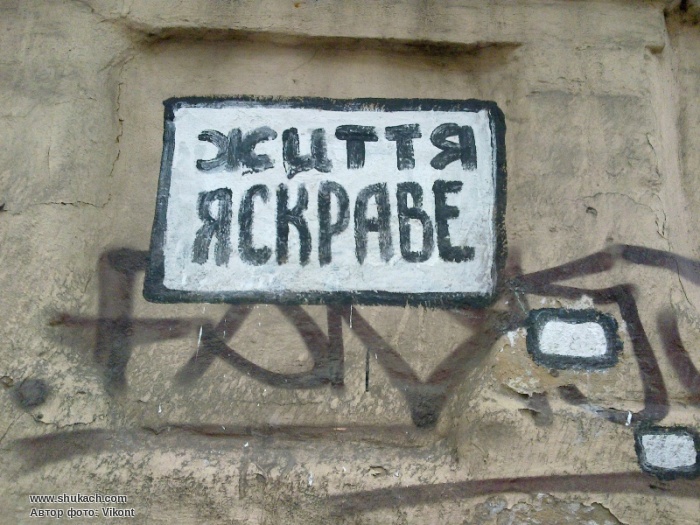 життя
ЯСКРАВЕ
www.shukach.com
Автор фото: Vikont